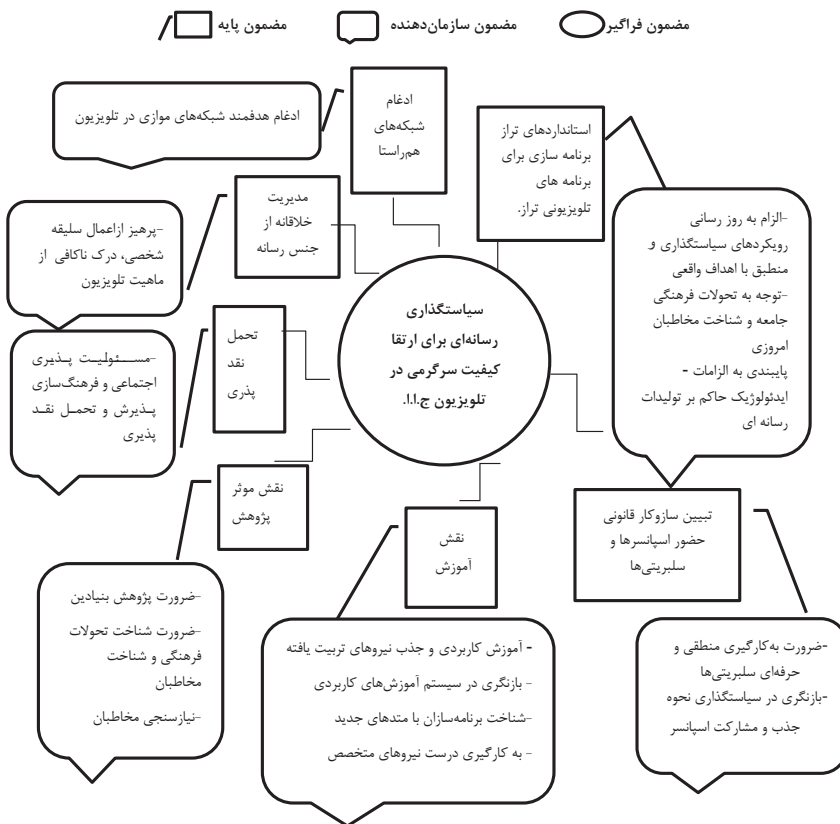 مضمون فراگیر
مضمون سازمان‌دهنده
مضمون پایه
استانداردهای تراز
برنامه سازی برای
برنامه های
تلویزیونی تراز.
ادغام
شبکه‌های
هم‌راستا
ادغام هدفمند شبکه‌های موازی در تلویزیون
مدیریت
خلاقانه از
جنس رسانه
-پرهیز ازاعمال سلیقه
شخصی، درک ناکافی از
ماهیت تلویزیون
-الزام به روز رسانی
رویکردهای سیاستگذاری و
منطبق با اهداف واقعی
-توجه به تحولات فرهنگی
جامعه و شناخت مخاطبان
امروزی
پایبندی به الزامات -
ایدئولوژیک حاکم بر تولیدات
رسانه ای
سیاستگذاری
رسانه‌ای برای ارتقا
کیفیت سرگرمی در
تلویزیون ج.ا.ا.
تحمل
نقد
پذری
-مسئولیت پذیری
اجتماعی و فرهنگ‌سازی
پذیرش و تحمل نقد
پذیری
نقش موثر
پژوهش
-ضرورت پژوهش بنیادین
-ضرورت شناخت تحولات
فرهنگی و شناخت
مخاطبان
-نیازسنجی مخاطبان
نقش
آموزش
- آموزش کاربردی و جذب نیروهای تربیت یافته
- بازنگری در سیستم آموزش‌های کاربردی
-شناخت برنامه‌سازان با متدهای جدید
- به کارگیری درست نیروهای متخصص
تبیین سازوکار قانونی
حضور اسپانسرها و
سلبریتی‌ها
-ضرورت به‌کارگیری منطقی و
حرفه‌ای سلبریتی‌ها
-بازنگری در سیاستگذاری نحوه
جذب و مشارکت اسپانسر